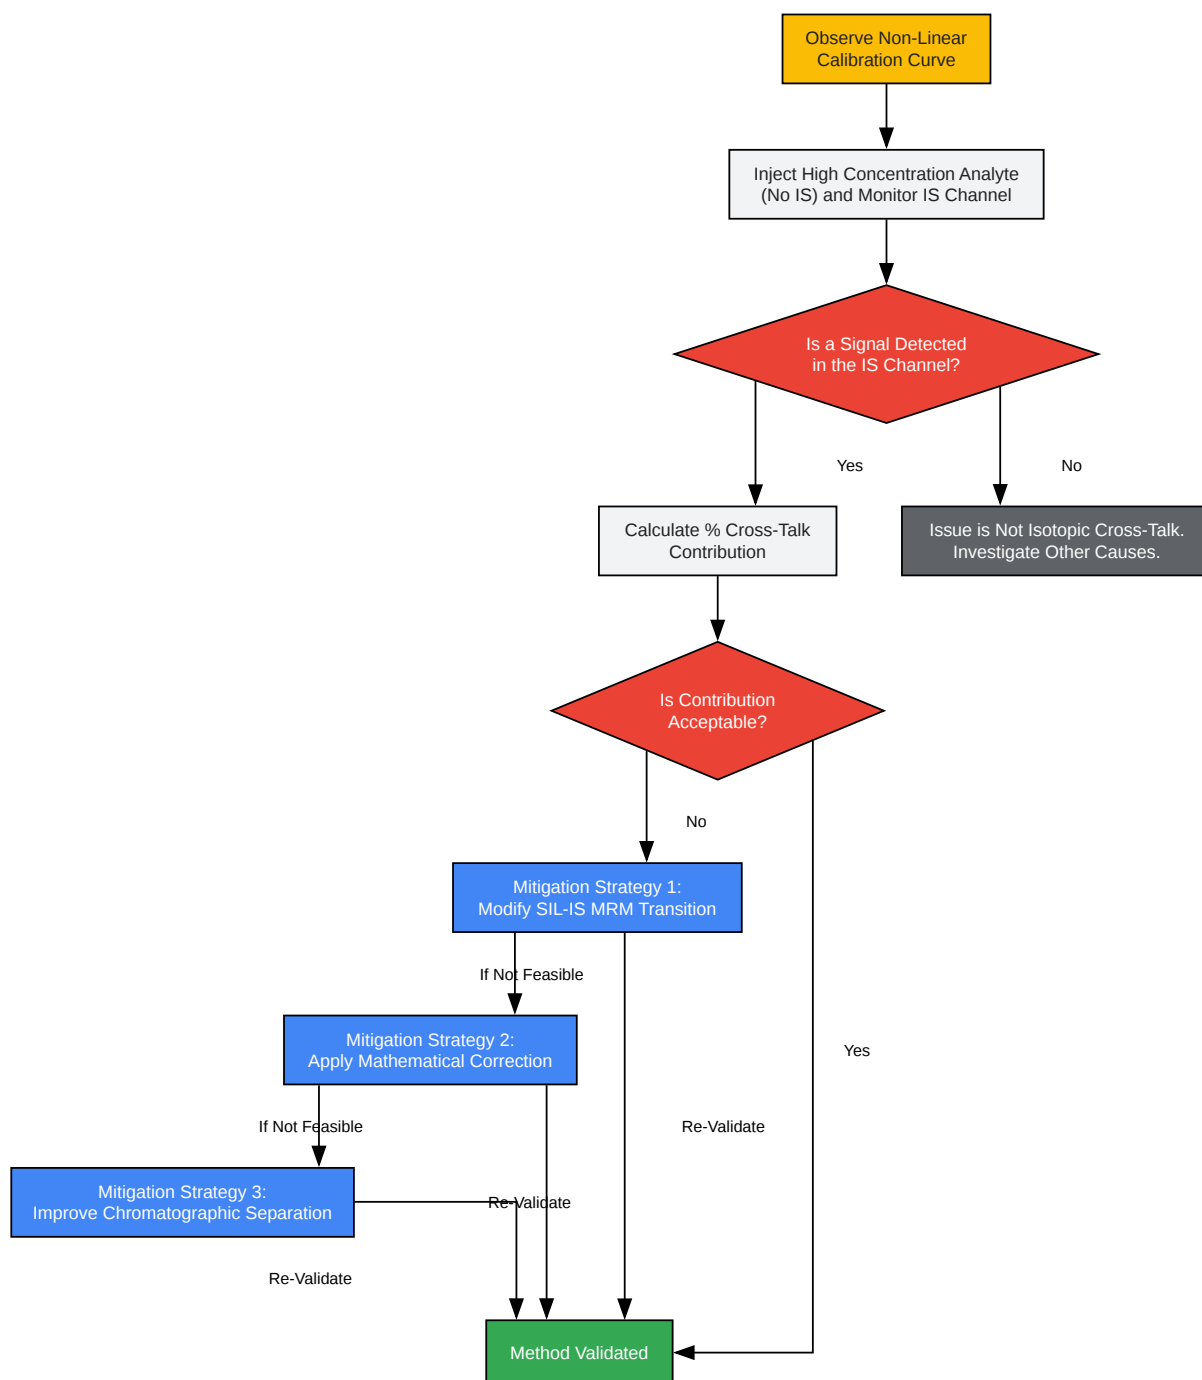 Observe Non-Linear
Calibration Curve
Inject High Concentration Analyte
(No IS) and Monitor IS Channel
Is a Signal Detected
in the IS Channel?
Yes
No
Calculate % Cross-Talk
Contribution
Issue is Not Isotopic Cross-Talk.
Investigate Other Causes.
Is Contribution
Acceptable?
No
Mitigation Strategy 1:
Modify SIL-IS MRM Transition
If Not Feasible
Mitigation Strategy 2:
Apply Mathematical Correction
Yes
If Not Feasible
Re-Validate
Mitigation Strategy 3:
Improve Chromatographic Separation
Re-Validate
Re-Validate
Method Validated